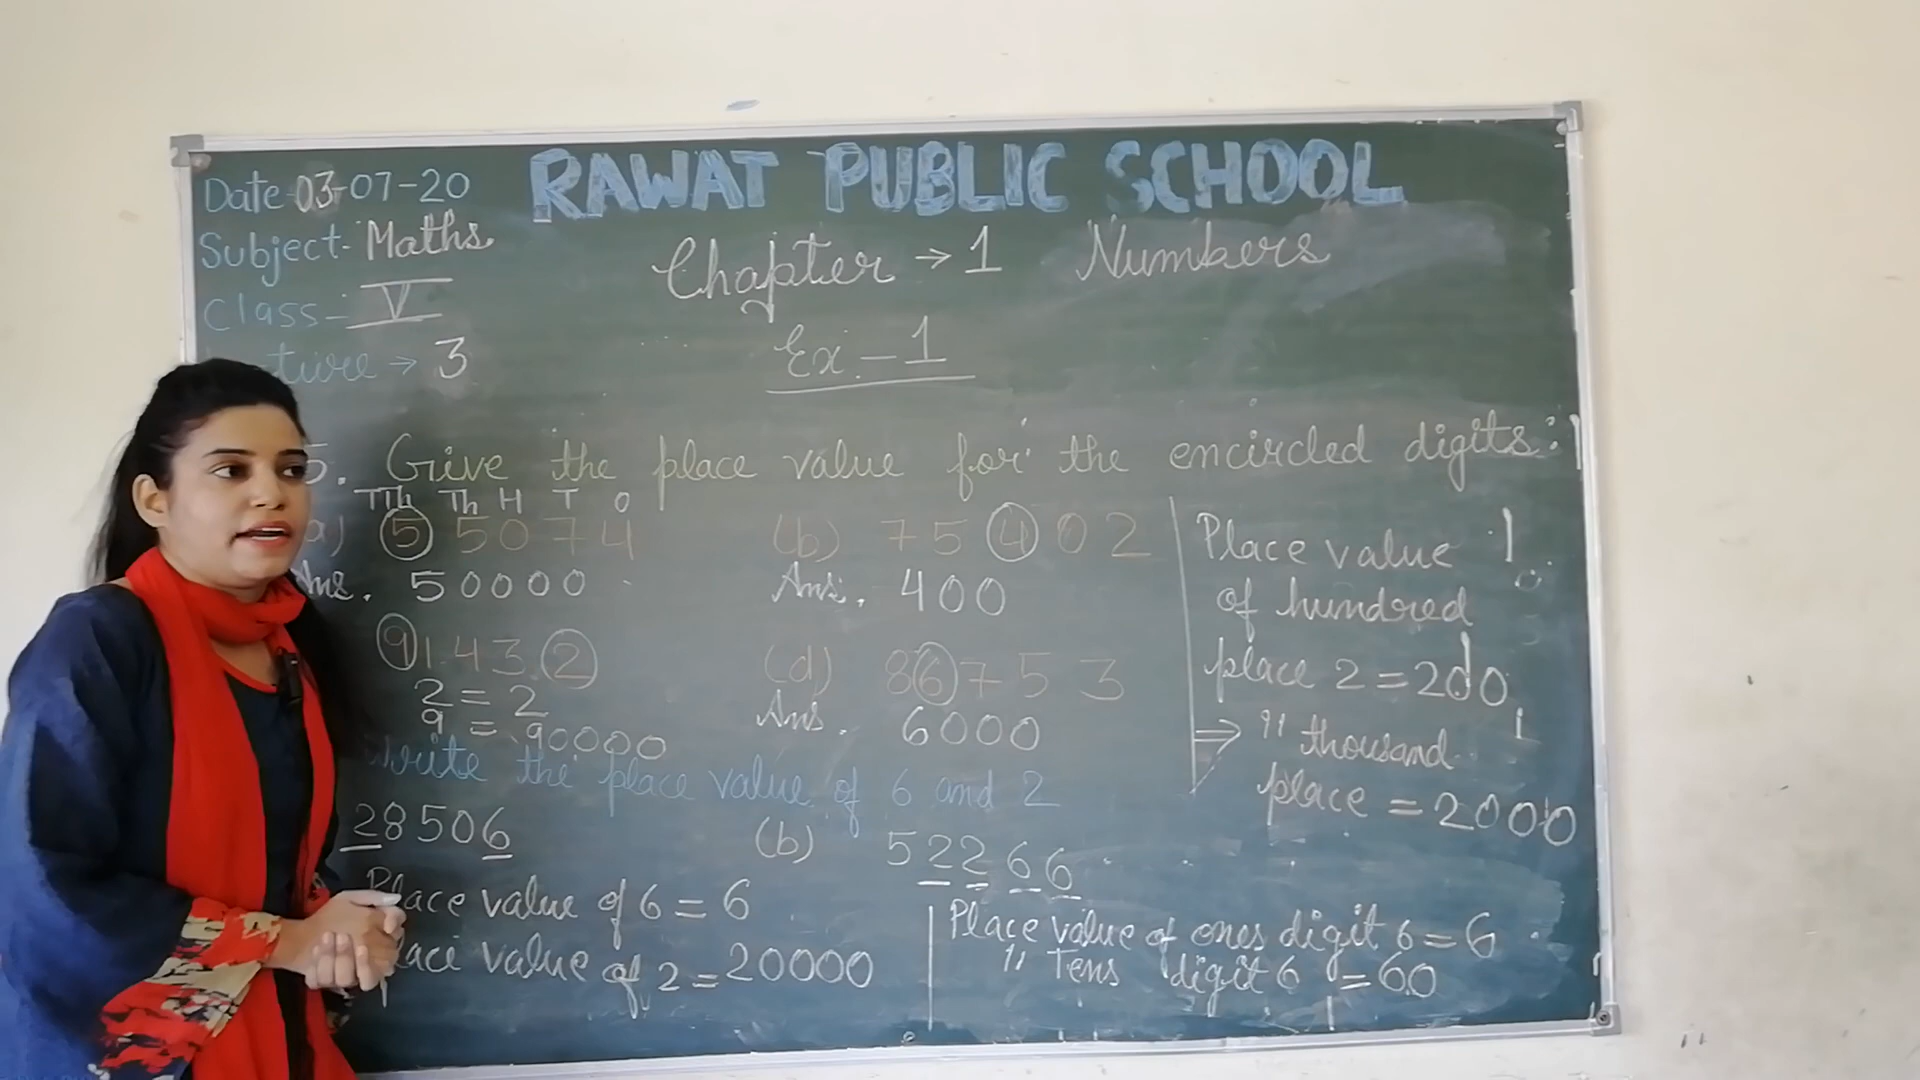 RAWAT PUBLIC SCHOOL
Date-03-07-20
Subject-Maths
Class-V
→ 3
Chapter → 1 Numbers
Ex.-1
5. Give the place value for the encircled digits:
TTh Th H T O
a) 5 5 0 7 4
Ans. 50000
(b) 7 5 4 0 2
Ans. 400
9 1 4 3 2
2 = 2
9 = 90000
(d) 8 6 7 5 3
Ans. 6000
Place value
of hundred
place 2 = 200
⇒ " thousand
place = 2000
Write the place value of 6 and 2
28506
Place value of 6 = 6
Place value of 2 = 20000
(b) 52266
Place value of ones digit 6 = 6
" Tens digit 6 = 60